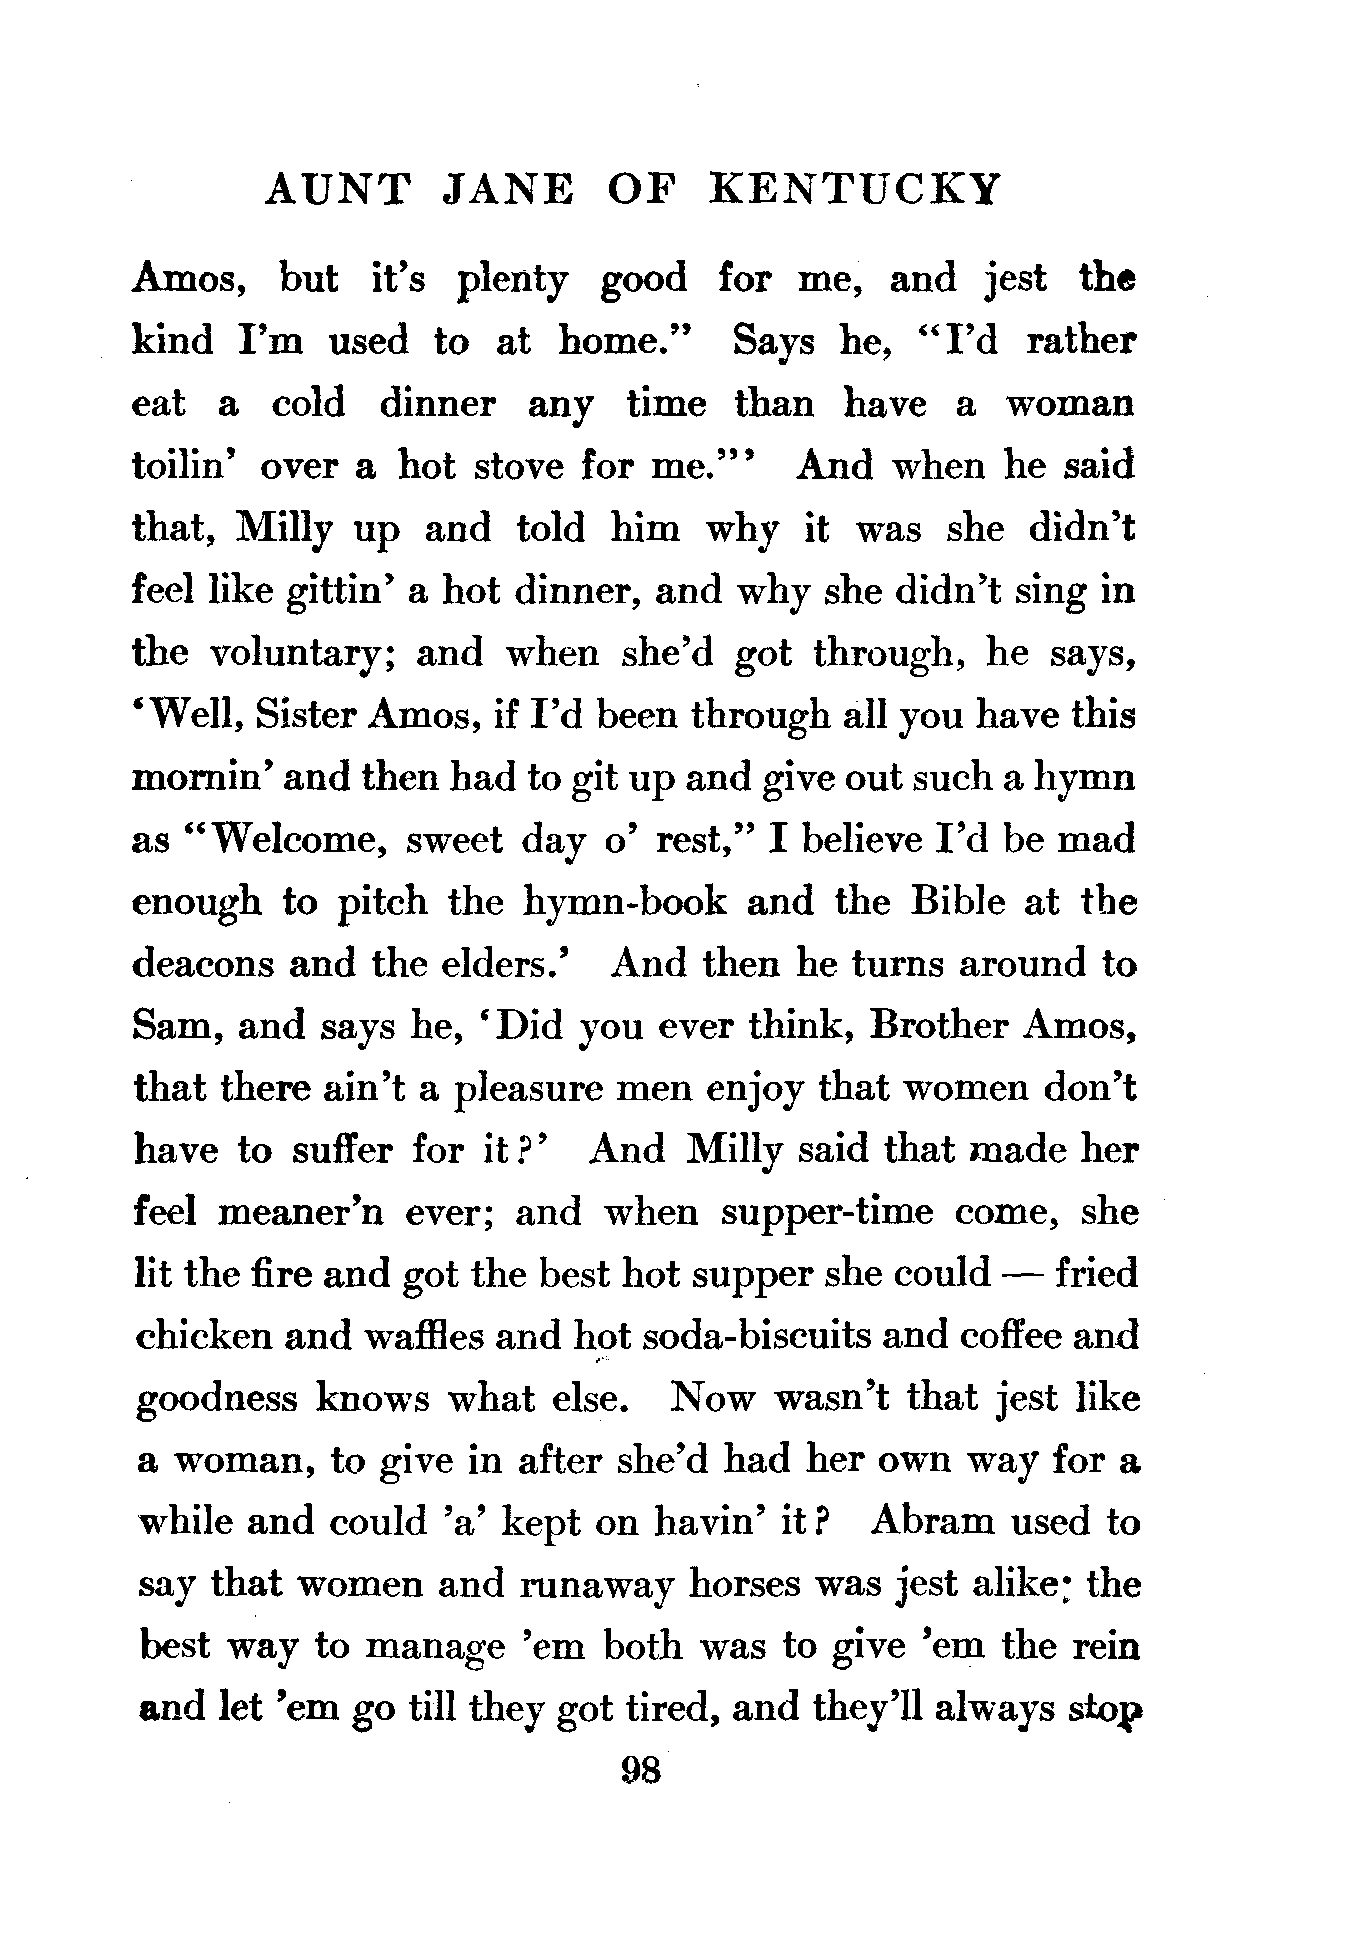 AUNT JANE OF KENTUCKY
Amos, but it's plenty good for me, and jest the
kind I'm used to at home." Says he, "I'd rather
eat a cold dinner any time than have a woman
toilin' over a hot stove for me."' And when he said
that, Milly up and told him why it was she didn't
feel like gittin' a hot dinner, and why she didn't sing in
the voluntary; and when she'd got through, he says,
'Well, Sister Amos, if I'd been through all you have this
mornin' and then had to git up and give out such a hymn
as "Welcome, sweet day o' rest," I believe I'd be mad
enough to pitch the hymn-book and the Bible at the
deacons and the elders.' And then he turns around to
Sam, and says he, 'Did you ever think, Brother Amos,
that there ain't a pleasure men enjoy that women don't
have to suffer for it?' And Milly said that made her
feel meaner'n ever; and when supper-time come, she
lit the fire and got the best hot supper she could — fried
chicken and waffles and hot soda-biscuits and coffee and
goodness knows what else. Now wasn't that jest like
a woman, to give in after she'd had her own way for a
while and could 'a' kept on havin' it? Abram used to
say that women and runaway horses was jest alike; the
best way to manage 'em both was to give 'em the rein
and let 'em go till they got tired, and they'll always stop
98